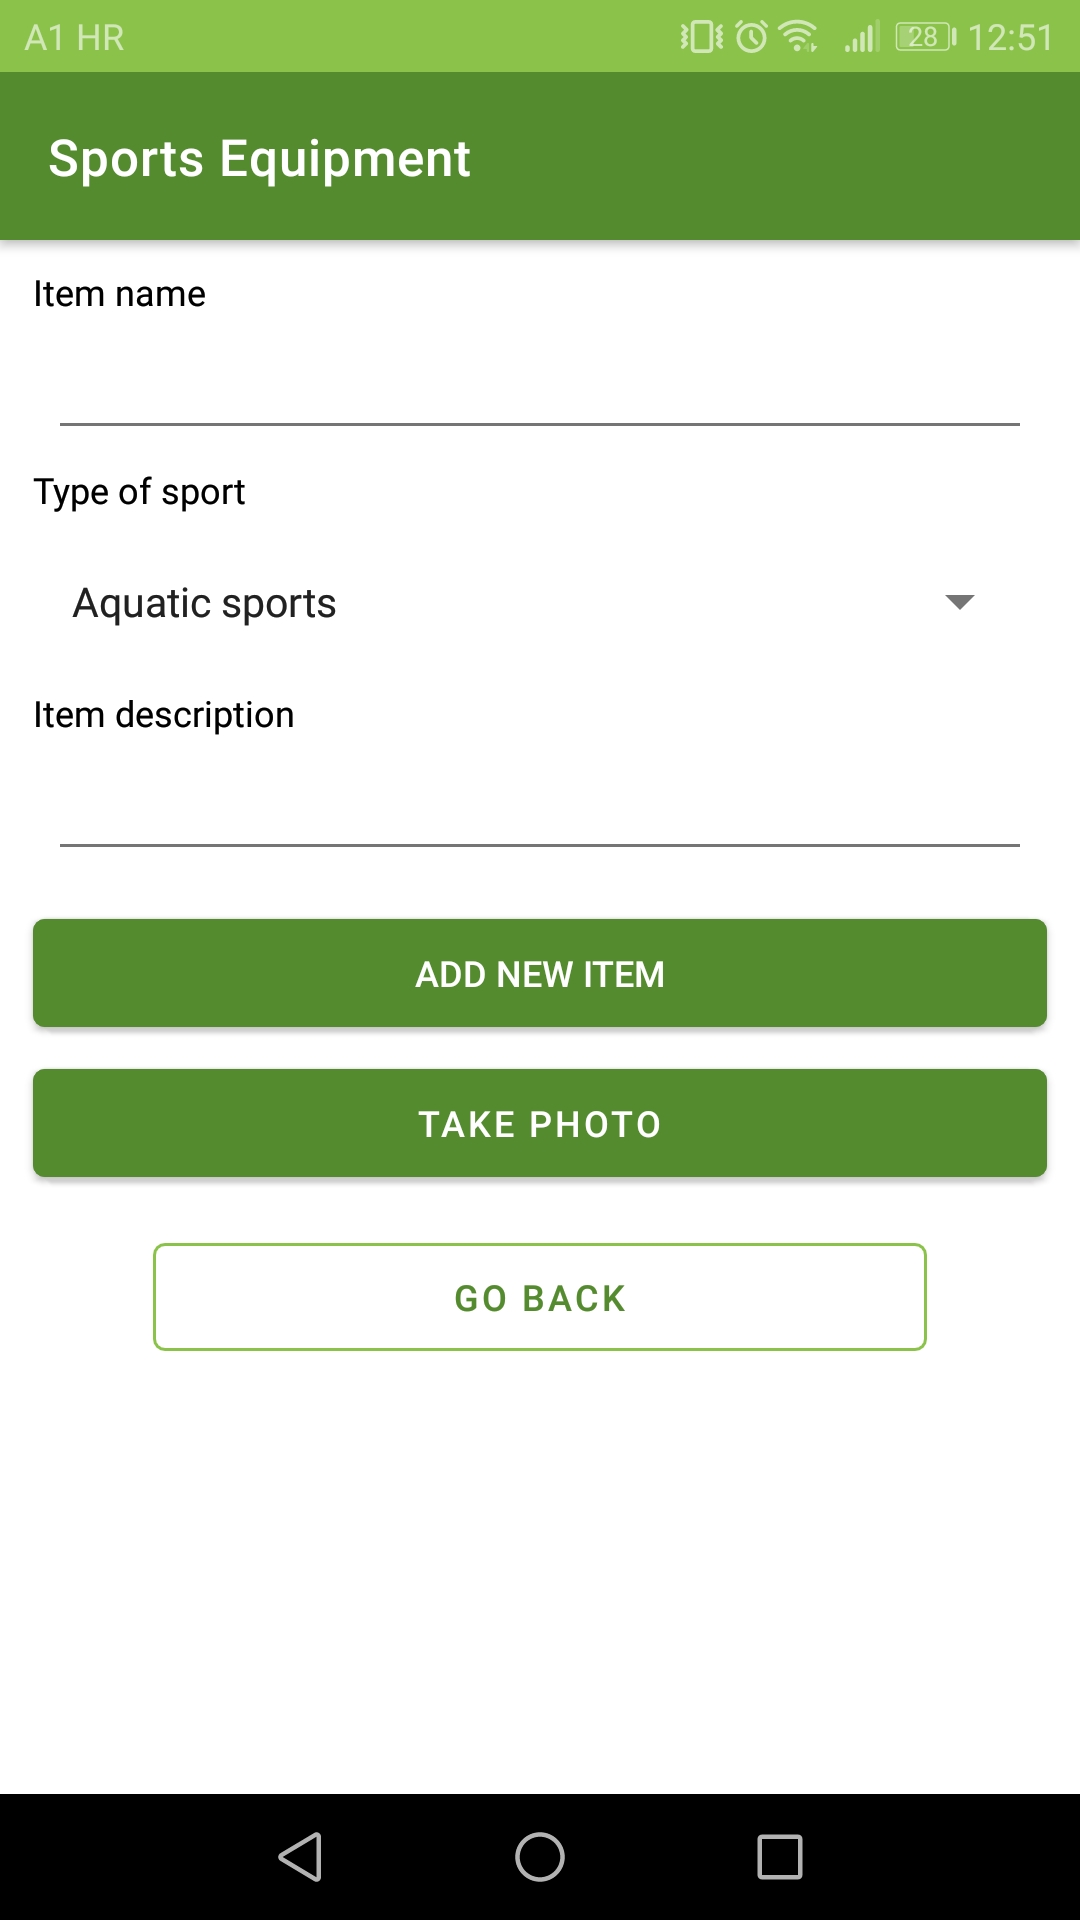 A1 HR 28 12:51
Sports Equipment
Item name
Type of sport
Aquatic sports
Item description
ADD NEW ITEM
TAKE PHOTO
GO BACK